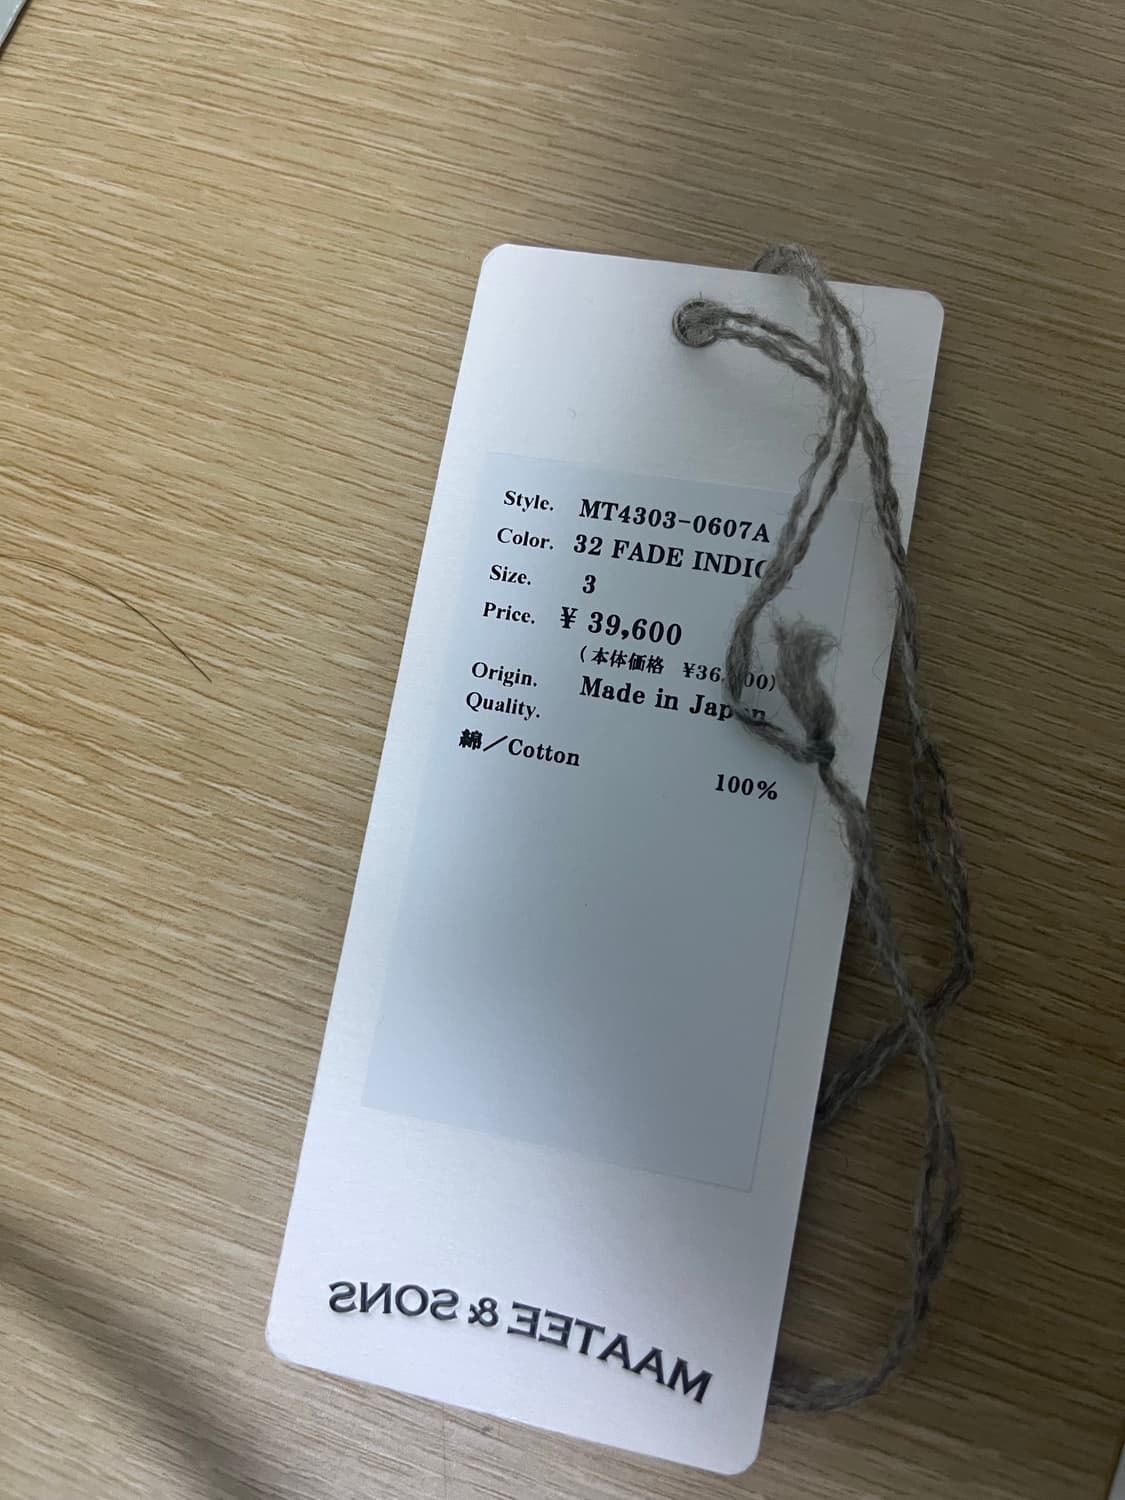 Style. MT4303-0607A
Color. 32 FADE
Size. 3
Price. ¥ 39,600
(本体価格
Origin. Made in
Quality.
綿／Cotton
100%
MAATEE & SONS